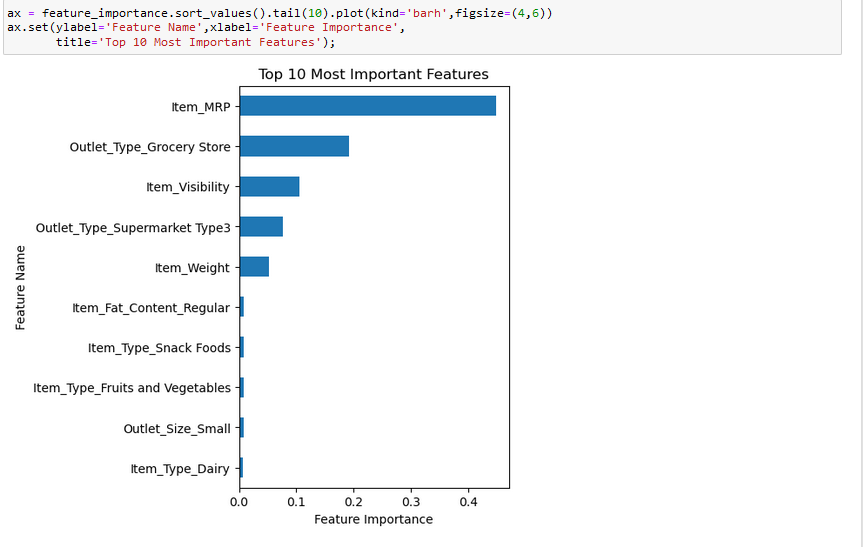 ax = feature_importance.sort_values().tail(10).plot(kind='barh',figsize=(4,6))
ax.set(ylabel='Feature Name',xlabel='Feature Importance',
title='Top 10 Most Important Features');
Top 10 Most Important Features
Item_MRP
Outlet_Type_Grocery Store
Item_Visibility
Outlet_Type_Supermarket Type3
Item_Weight
Item_Fat_Content_Regular
Item_Type_Snack Foods
Item_Type_Fruits and Vegetables
Outlet_Size_Small
Item_Type_Dairy
Feature Name
0.0 0.1 0.2 0.3 0.4
Feature Importance